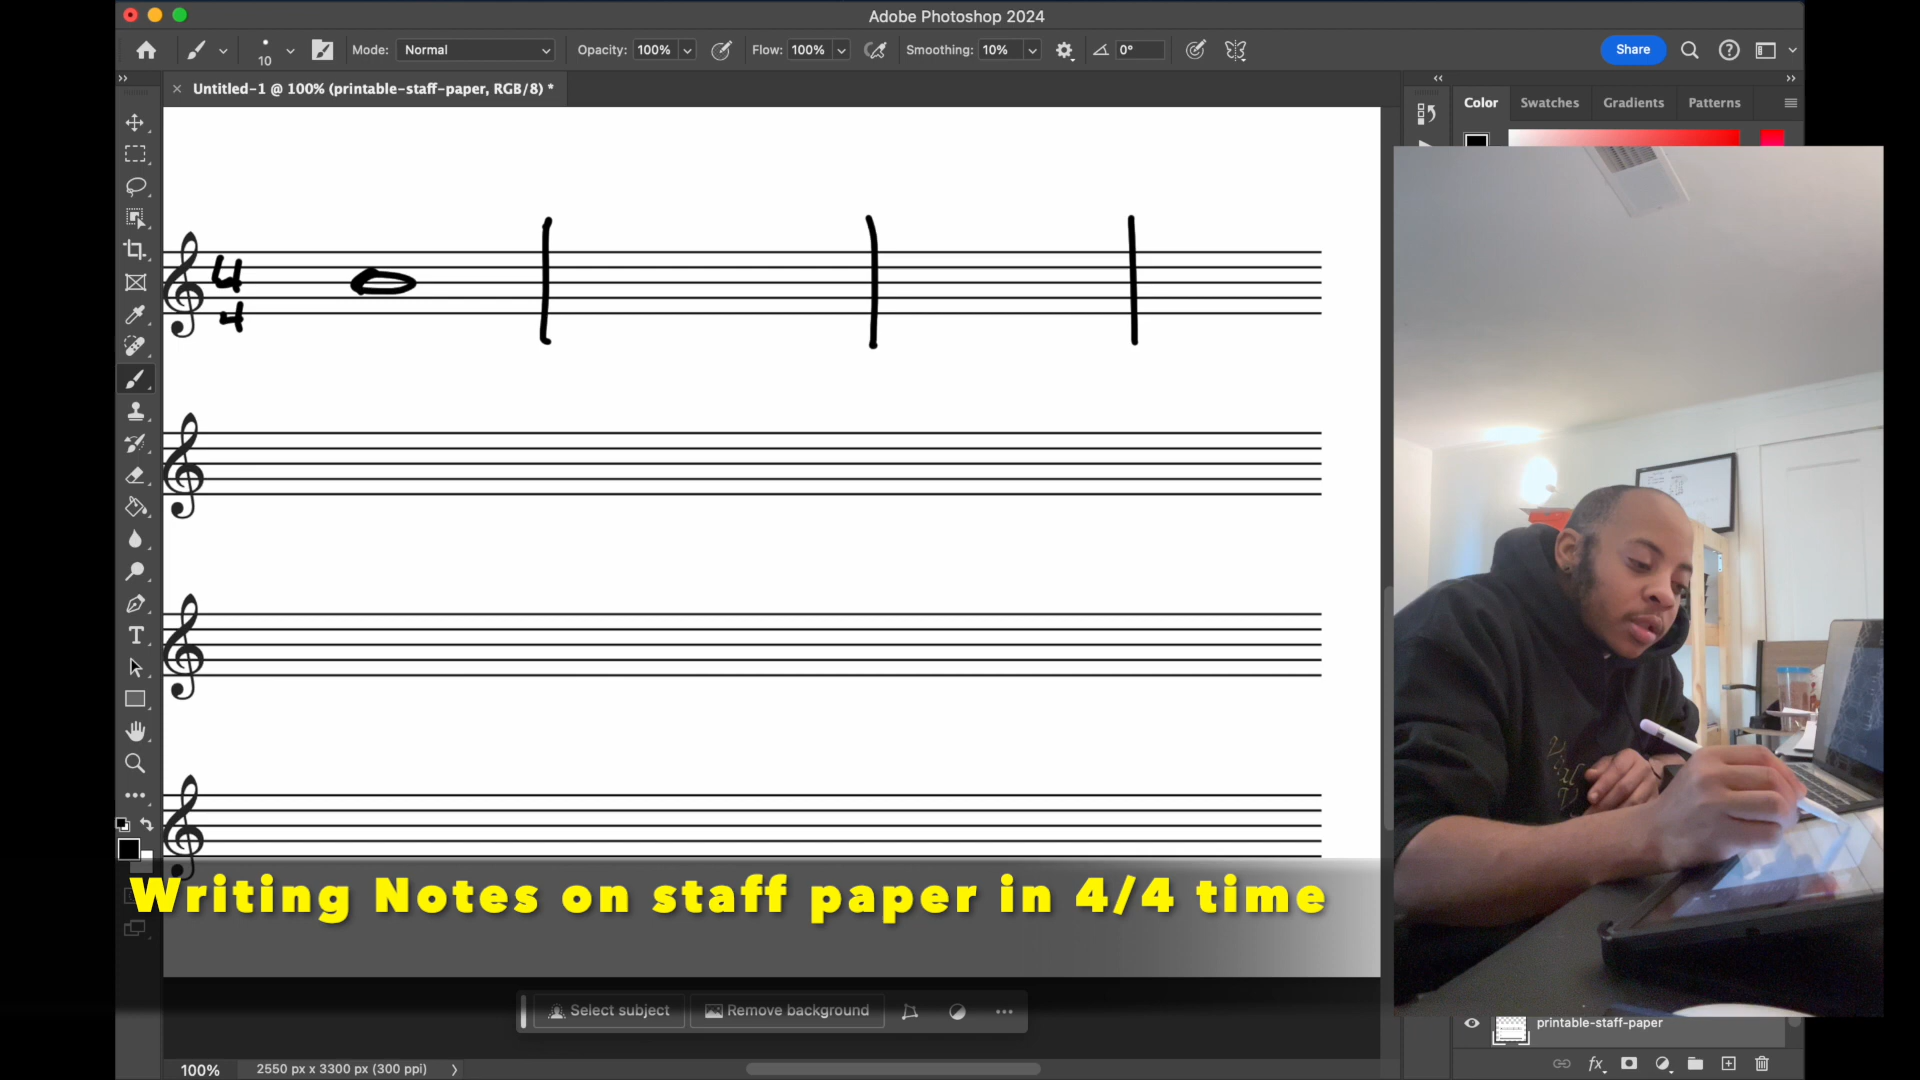 Adobe Photoshop 2024
10
Mode: Normal
Opacity: 100%
Flow: 100%
Smoothing: 10%
0°
Share
Untitled-1 @ 100% (printable-staff-paper, RGB/8) *
Color Swatches Gradients Patterns
4
4
Writing Notes on staff paper in 4/4 time
Select subject
Remove background
printable-staff-paper
fx
100%
2550 px x 3300 px (300 ppi)